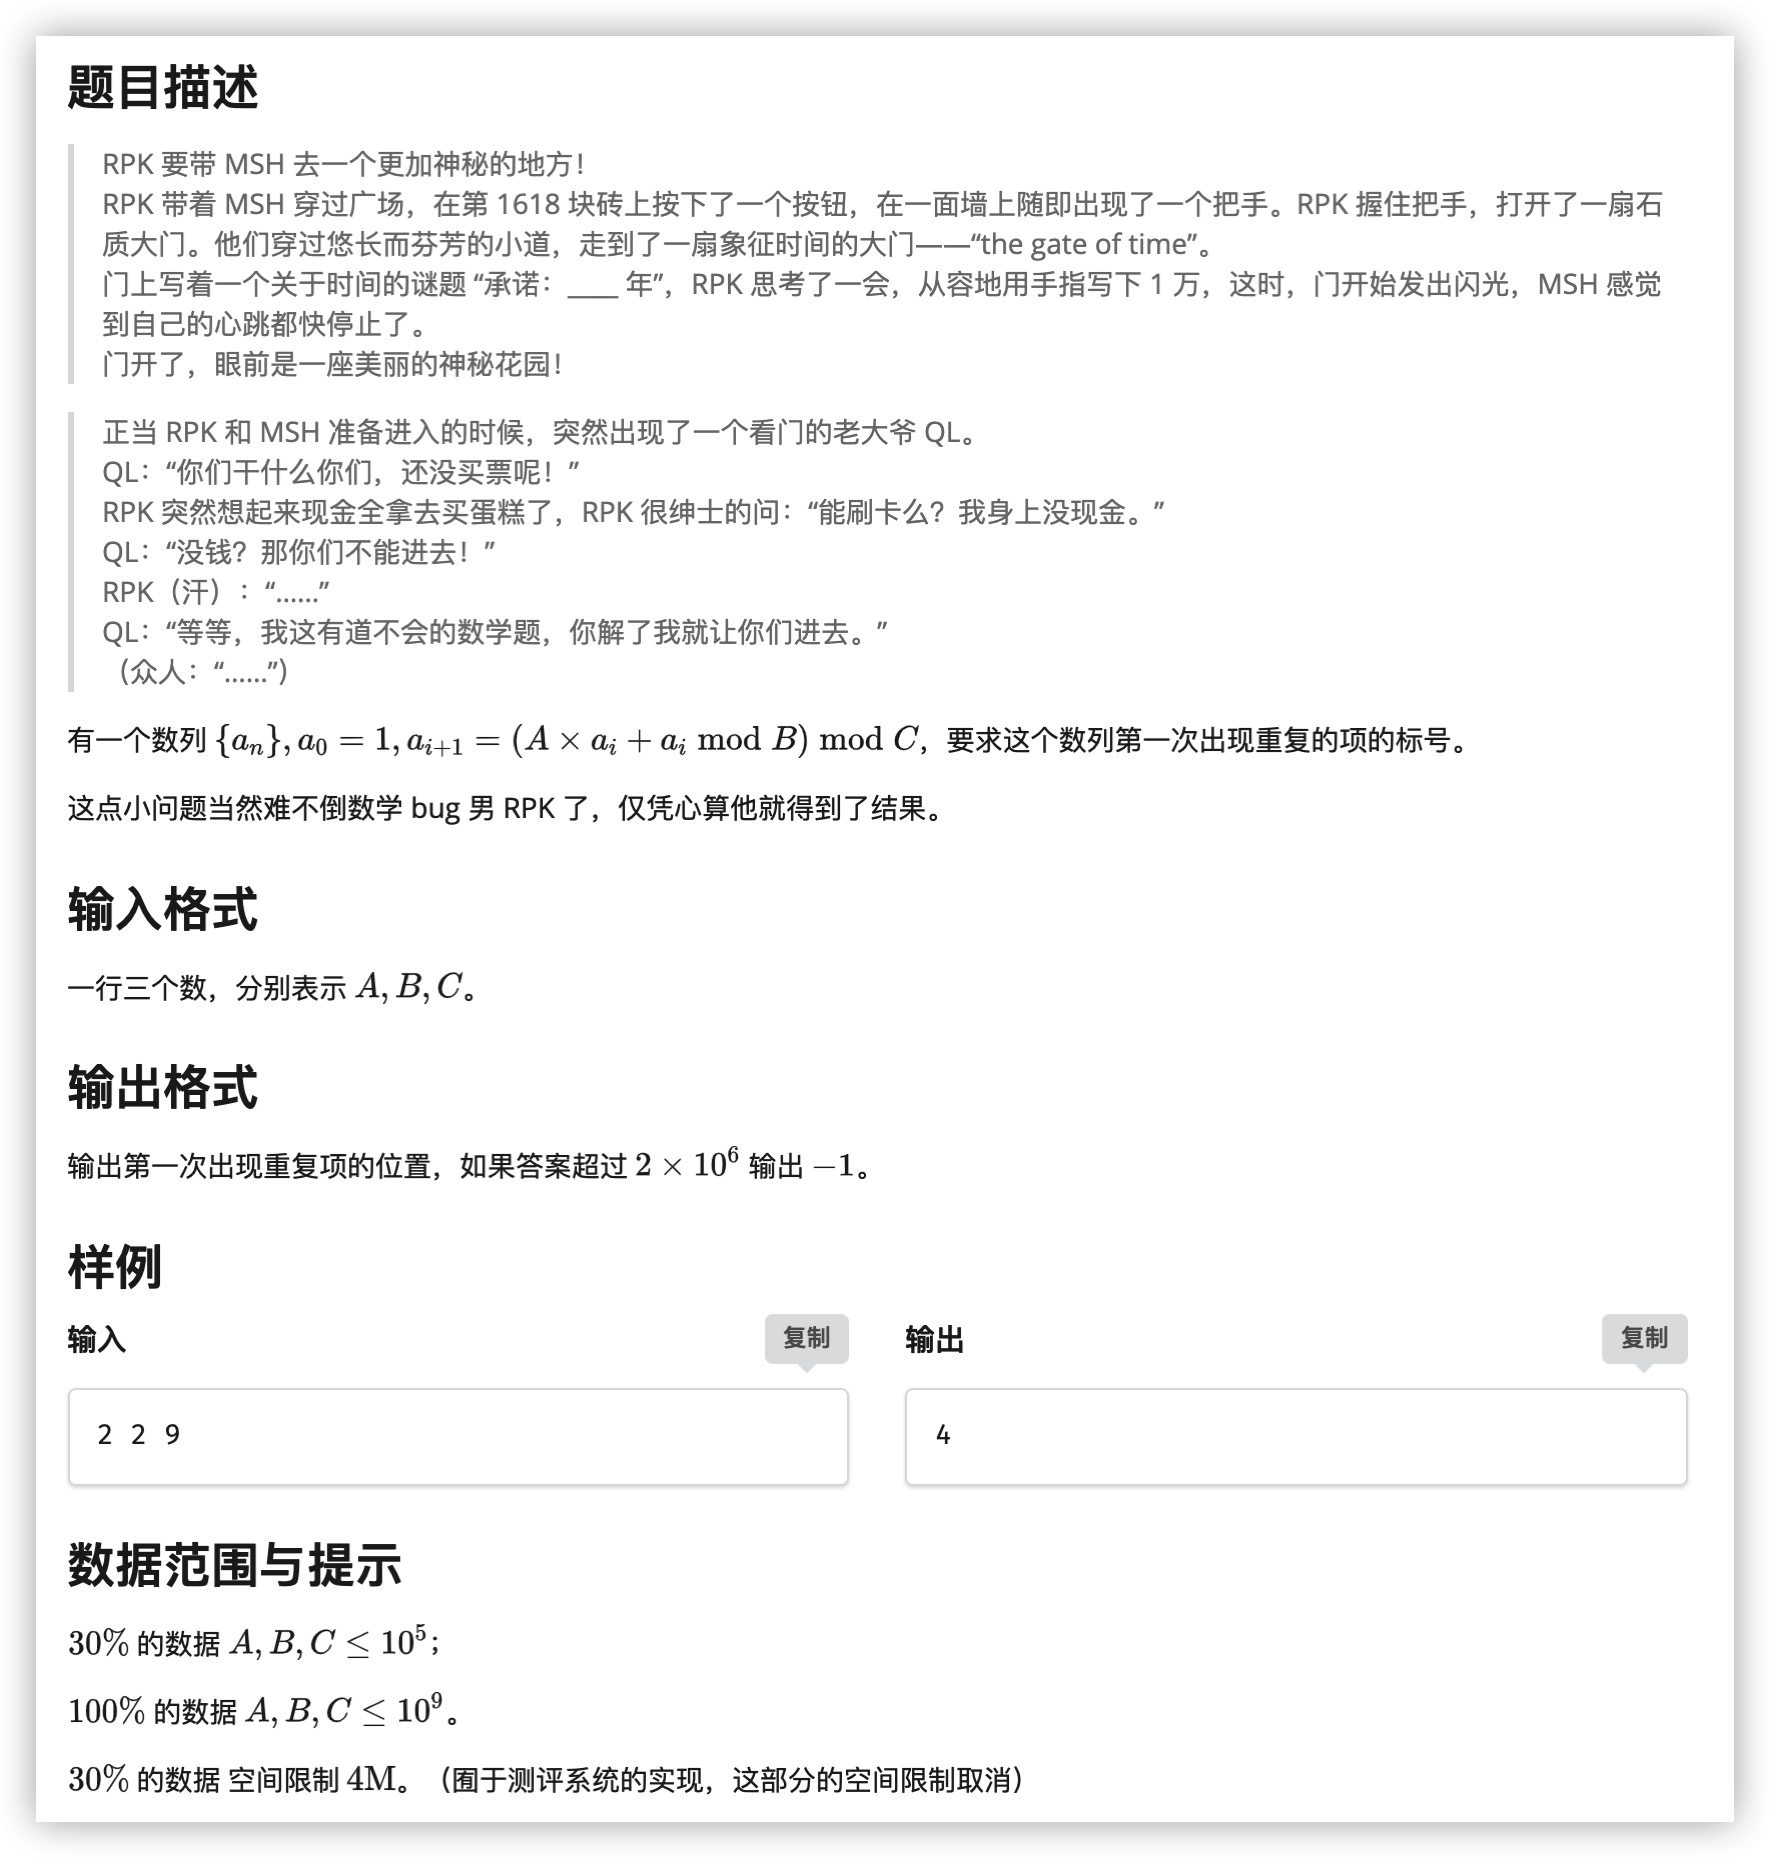 题目描述
RPK 要带 MSH 去一个更加神秘的地方！
RPK 带着 MSH 穿过广场，在第 1618 块砖上按下了一个按钮，在一面墙上随即出现了一个把手。RPK 握住把手，打开了一扇石
质大门。他们穿过悠长而芬芳的小道，走到了一扇象征时间的大门——“the gate of time”。
门上写着一个关于时间的谜题 “承诺：____ 年”，RPK 思考了一会，从容地用手指写下 1 万，这时，门开始发出闪光，MSH 感觉
到自己的心跳都快停止了。
门开了，眼前是一座美丽的神秘花园！
正当 RPK 和 MSH 准备进入的时候，突然出现了一个看门的老大爷 QL。
QL：“你们干什么你们，还没买票呢！”
RPK 突然想起来现金全拿去买蛋糕了，RPK 很绅士的问：“能刷卡么？我身上没现金。”
QL：“没钱？那你们不能进去！”
RPK（汗）：“......”
QL：“等等，我这有道不会的数学题，你解了我就让你们进去。”
（众人：“......”）
有一个数列 {aₙ}, a₀ = 1, aᵢ₊₁ = (A × aᵢ + aᵢ mod B) mod C，要求这个数列第一次出现重复的项的标号。
这点小问题当然难不倒数学 bug 男 RPK 了，仅凭心算他就得到了结果。
输入格式
一行三个数，分别表示 A, B, C。
输出格式
输出第一次出现重复项的位置，如果答案超过 2 × 10⁶ 输出 −1。
样例
输入 复制 输出 复制
2 2 9 4
数据范围与提示
30% 的数据 A, B, C ≤ 10⁵；
100% 的数据 A, B, C ≤ 10⁹。
30% 的数据 空间限制 4M。（囿于测评系统的实现，这部分的空间限制取消）